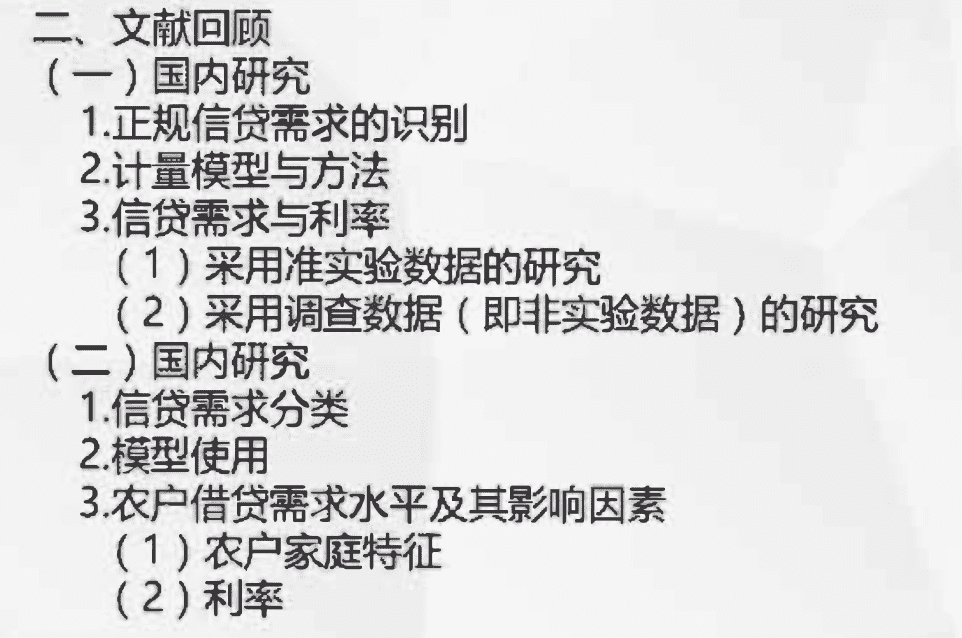 二、文献回顾
（一）国内研究
1.正规信贷需求的识别
2.计量模型与方法
3.信贷需求与利率
（1）采用准实验数据的研究
（2）采用调查数据（即非实验数据）的研究
（二）国内研究
1.信贷需求分类
2.模型使用
3.农户借贷需求水平及其影响因素
（1）农户家庭特征
（2）利率